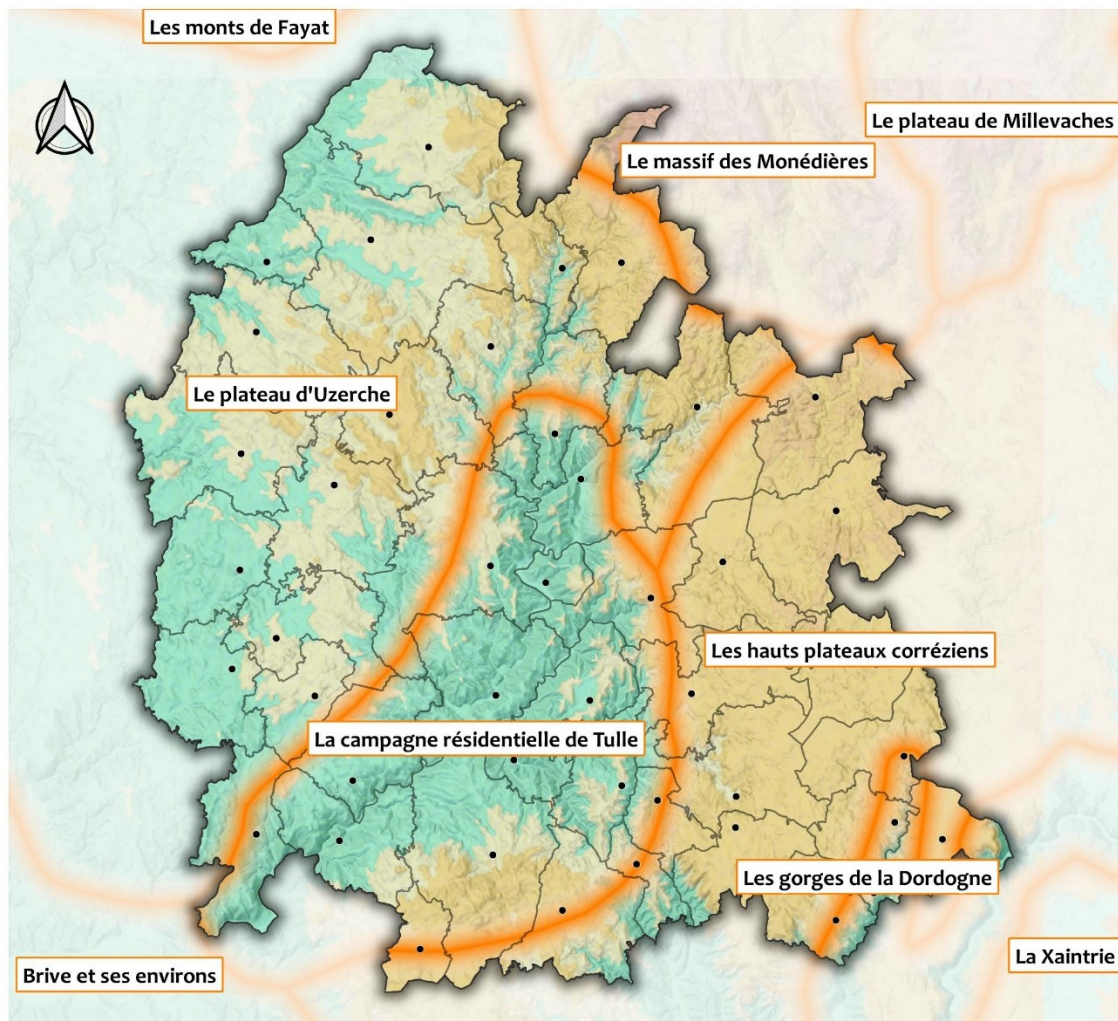 Les monts de Fayat
Le plateau de Millevaches
Le massif des Monédières
Le plateau d'Uzerche
Les hauts plateaux corréziens
La campagne résidentielle de Tulle
Les gorges de la Dordogne
Brive et ses environs
La Xaintrie